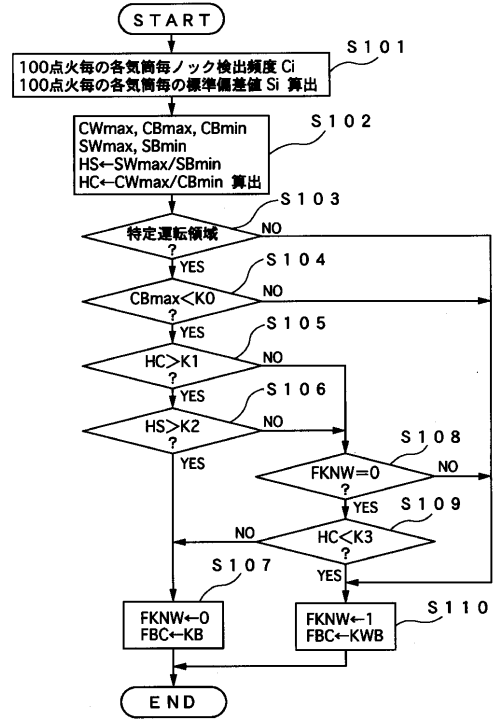 START
S101
100点火毎の各気筒毎ノック検出頻度 Ci
100点火毎の各気筒毎の標準偏差値 Si 算出
S102
CWmax, CBmax, CBmin
SWmax, SBmin
HS←SWmax/SBmin
HC←CWmax/CBmin 算出
S103
特定運転領域
?
NO
YES
S104
CBmax<K0
?
NO
YES
S105
HC>K1
?
NO
YES
S106
HS>K2
?
NO
YES
S108
FKNW=0
?
NO
YES
S109
HC<K3
?
NO
YES
S107
FKNW←0
FBC←KB
S110
FKNW←1
FBC←KWB
END